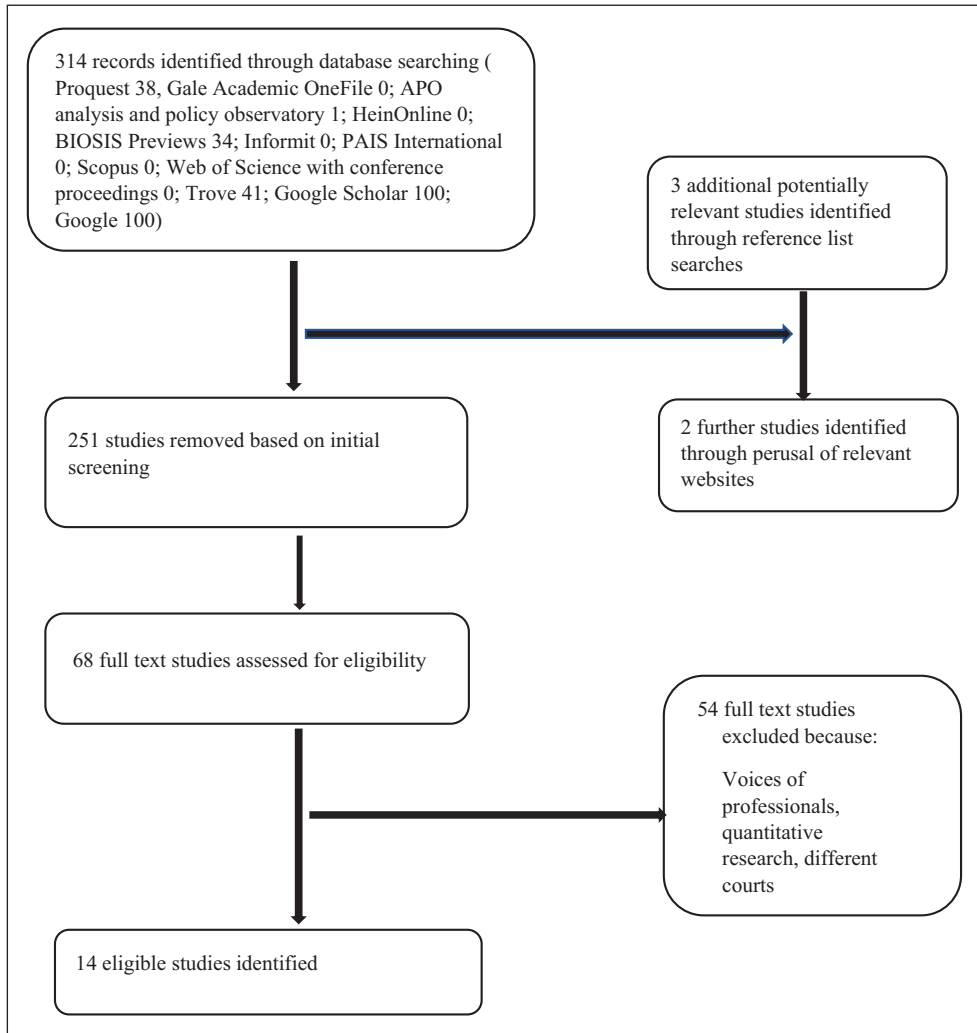 314 records identified through database searching (
Proquest 38, Gale Academic OneFile 0; APO
analysis and policy observatory 1; HeinOnline 0;
BIOSIS Previews 34; Informit 0; PAIS International
0; Scopus 0; Web of Science with conference
proceedings 0; Trove 41; Google Scholar 100;
Google 100)
3 additional potentially
relevant studies identified
through reference list
searches
251 studies removed based on initial
screening
2 further studies identified
through perusal of relevant
websites
68 full text studies assessed for eligibility
54 full text studies
excluded because:
Voices of
professionals,
quantitative
research, different
courts
14 eligible studies identified